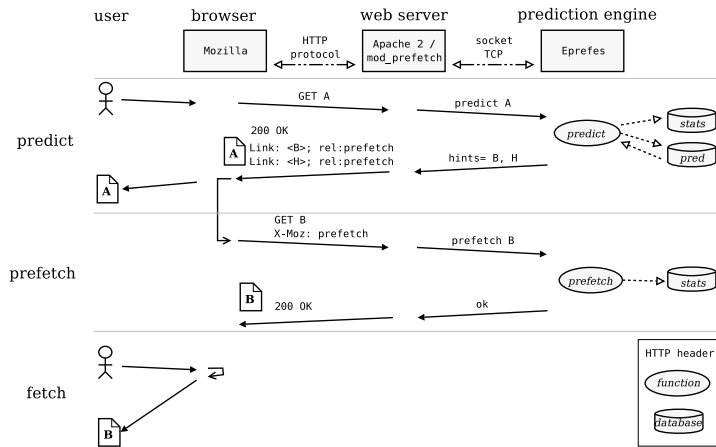 user browser web server prediction engine
Mozilla
HTTP
protocol
Apache 2 /
mod_prefetch
socket
TCP
Eprefes
predict
GET A
predict A
200 OK
A
Link: <B>; rel:prefetch
Link: <H>; rel:prefetch
hints= B, H
predict
stats
pred
A
prefetch
GET B
X-Moz: prefetch
prefetch B
B
200 OK
ok
prefetch
stats
fetch
B
HTTP header
function
database